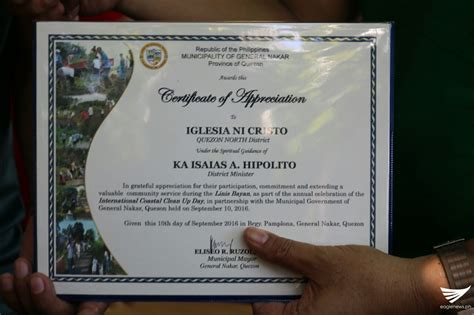 Republic of the Philippines
MUNICIPALITY OF GENERAL NAKAR
Province of Quezon
Awards this
Certificate of Appreciation
To
IGLESIA NI CRISTO
QUEZON NORTH District
Under the Spiritual Guidance of
KA ISAIAS A. HIPOLITO
District Minister
In grateful appreciation for their participation, commitment and extending a
valuable community service during the Linis Bayan, as part of the annual celebration of the
International Coastal Clean Up Day, in partnership with the Municipal Government of
General Nakar, Quezon held on September 10, 2016.
Given this 10th day of September 2016 in Brgy. Pamplona, General Nakar, Quezon
ELISEO R. RUZOL
Municipal Mayor
General Nakar, Quezon
eaglenews.ph